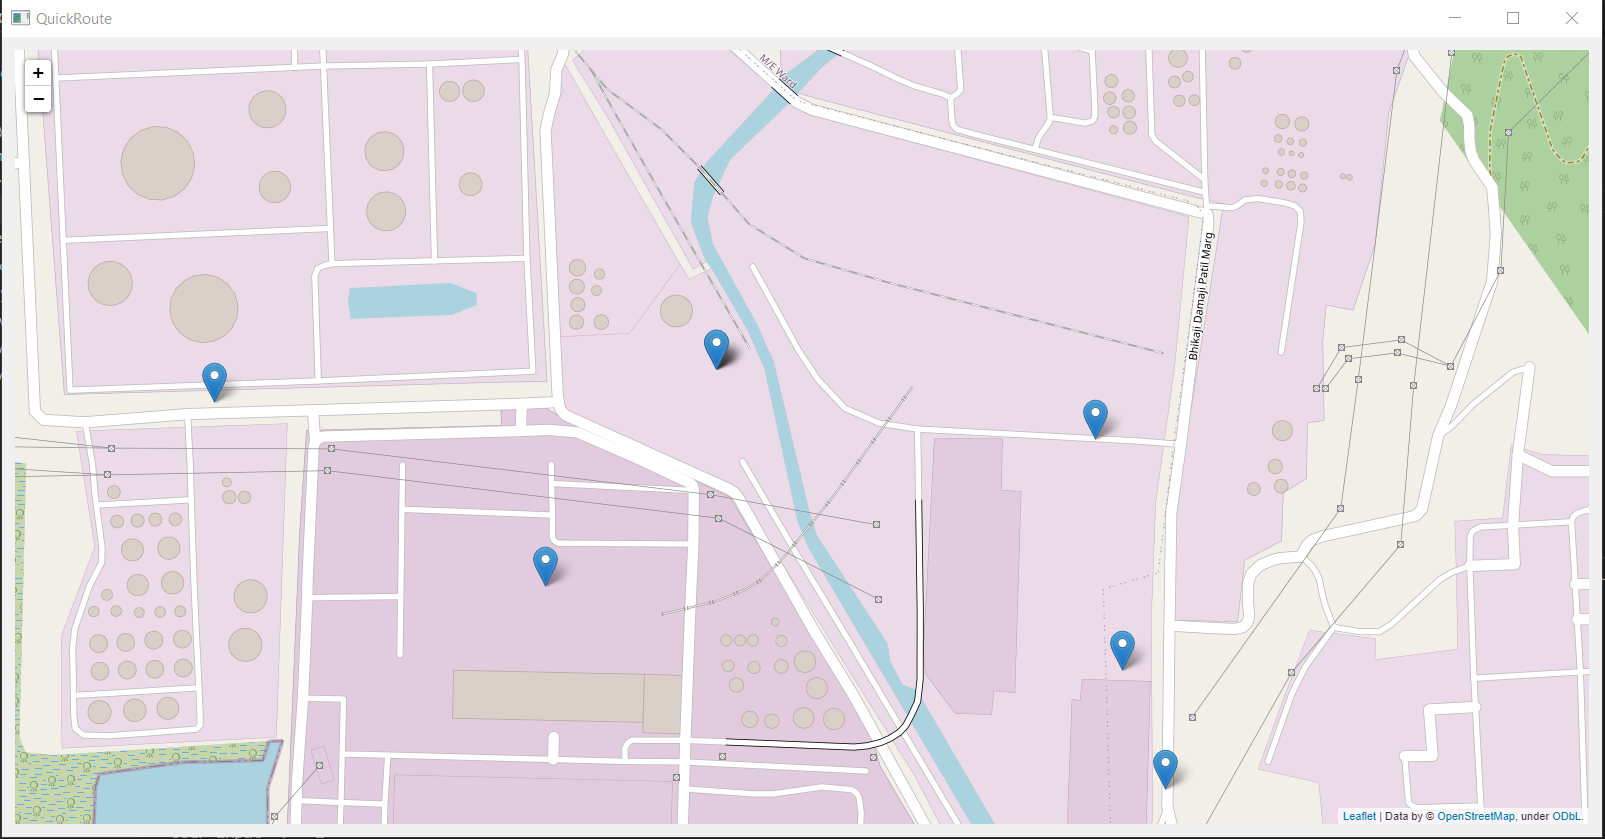 QuickRoute
+
−
M/E Ward
Bhikaji Damaji Patil Marg
Leaflet | Data by © OpenStreetMap, under ODbL.